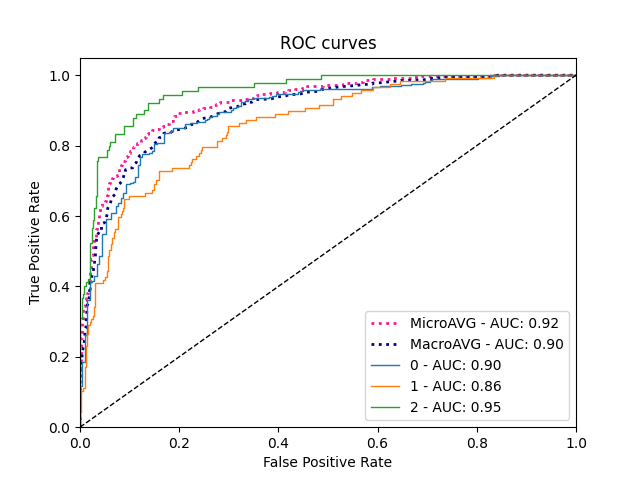 ROC curves
True Positive Rate
1.0
0.8
0.6
0.4
0.2
0.0
MicroAVG - AUC: 0.92
MacroAVG - AUC: 0.90
0 - AUC: 0.90
1 - AUC: 0.86
2 - AUC: 0.95
0.0 0.2 0.4 0.6 0.8 1.0
False Positive Rate